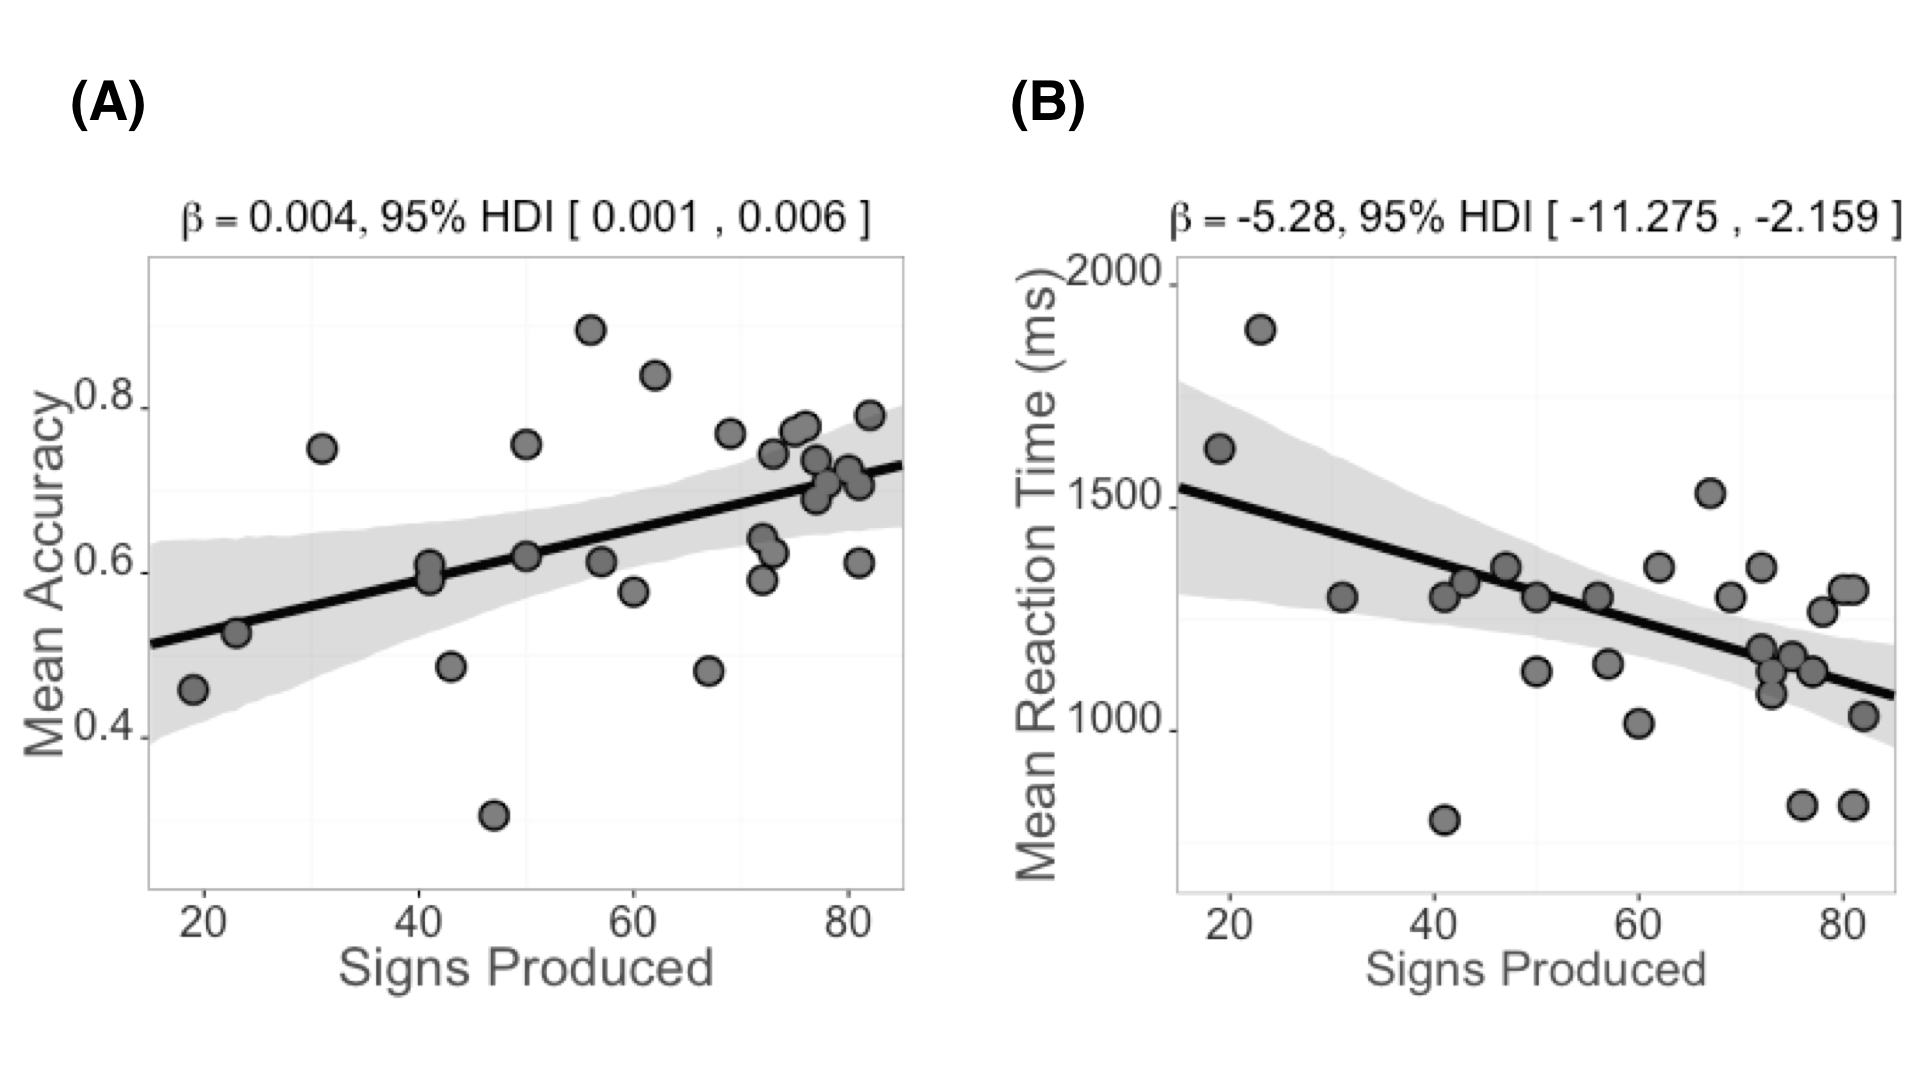 (A)
β = 0.004, 95% HDI [ 0.001 , 0.006 ]
Mean Accuracy
0.8
0.6
0.4
20 40 60 80
Signs Produced
(B)
β = -5.28, 95% HDI [ -11.275 , -2.159 ]
Mean Reaction Time (ms)
2000
1500
1000
20 40 60 80
Signs Produced